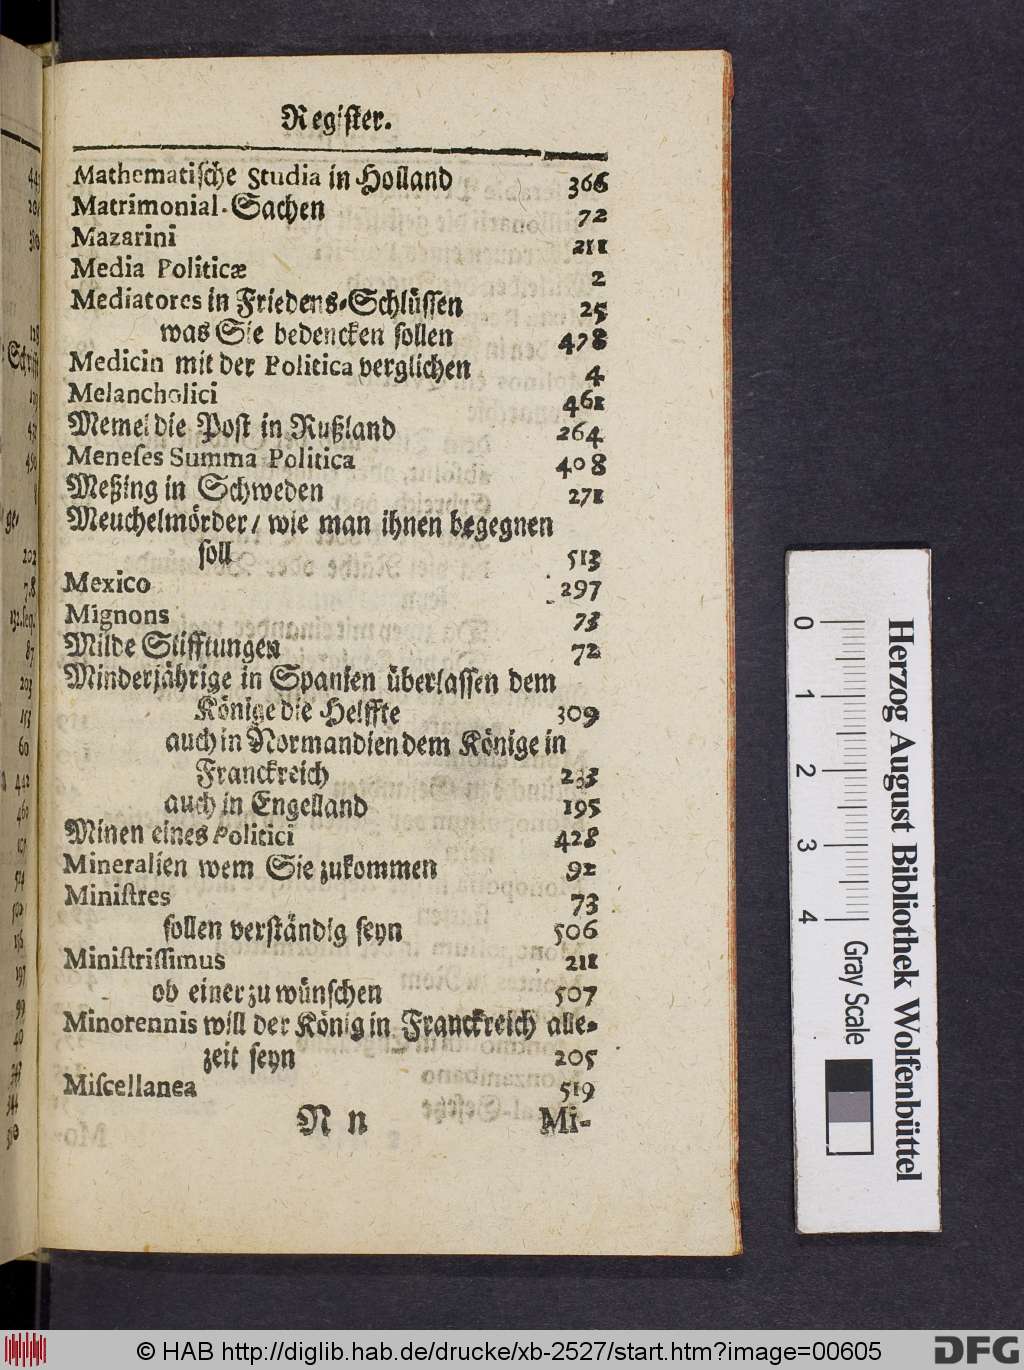 Register.
Mathematische Studia in Holland 366
Matrimonial-Sachen 72
Mazarini 211
Media Politicæ 2
Mediatores in Friedens-Schlüssen 25
was Sie bedencken sollen 478
Medicin mit der Politica verglichen 4
Melancholici 461
Memel die Post in Rußland 264
Meneses Summa Politica 408
Meßing in Schweden 271
Meuchelmörder / wie man ihnen begegnen
soll 513
Mexico 297
Mignons 73
Milde Stifftungen 72
Minderjährige in Spanien überlassen dem
Könige die Helffte 309
auch in Normandien dem Könige in
Franckreich 233
auch in Engelland 195
Minen eines Politici 428
Mineralien wem Sie zukommen 92
Ministres 73
sollen verständig seyn 506
Ministrissimus 211
ob einer zu wünschen 507
Minorennis will der König in Franckreich alle-
zeit seyn 205
Miscellanea 519
N n Mi-
0 1 2 3 4 Gray Scale
Herzog August Bibliothek Wolfenbüttel
© HAB http://diglib.hab.de/drucke/xb-2527/start.htm?image=00605
DFG